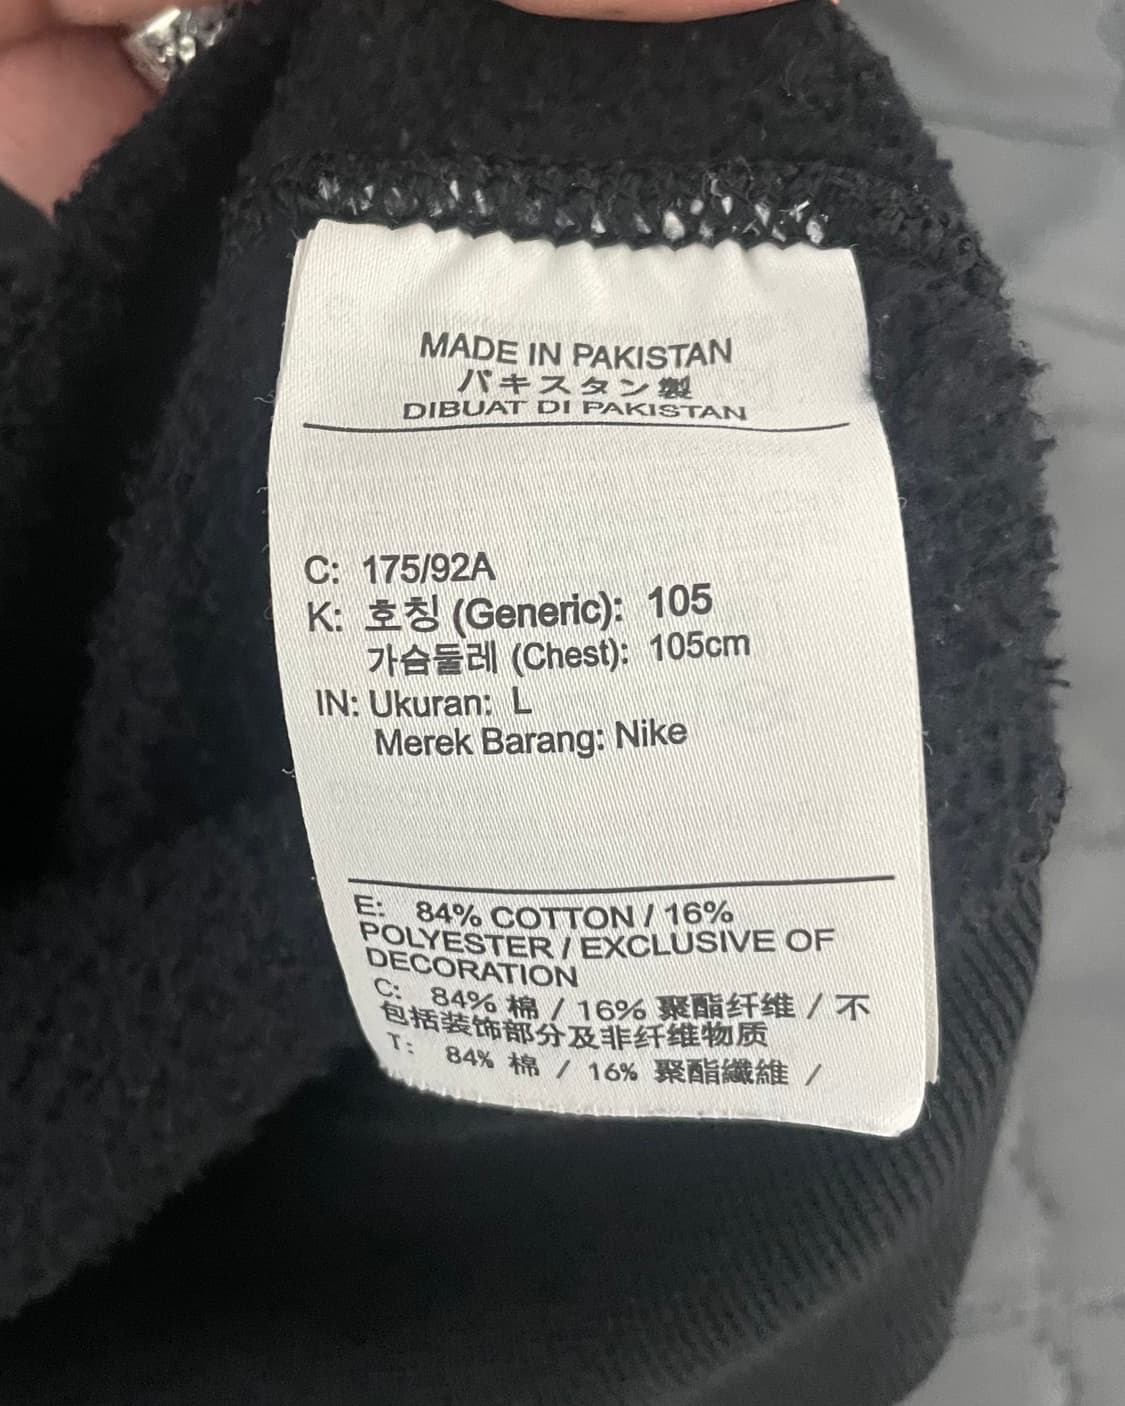 MADE IN PAKISTAN
パキスタン製
DIBUAT DI PAKISTAN
C: 175/92A
K: 호칭 (Generic): 105
가슴둘레 (Chest): 105cm
IN: Ukuran: L
Merek Barang: Nike
E: 84% COTTON / 16%
POLYESTER / EXCLUSIVE OF
DECORATION
C: 84% 棉 / 16% 聚酯纤维 / 不
包括装饰部分及非纤维物质
T: 84% 棉 / 16% 聚酯纖維 /